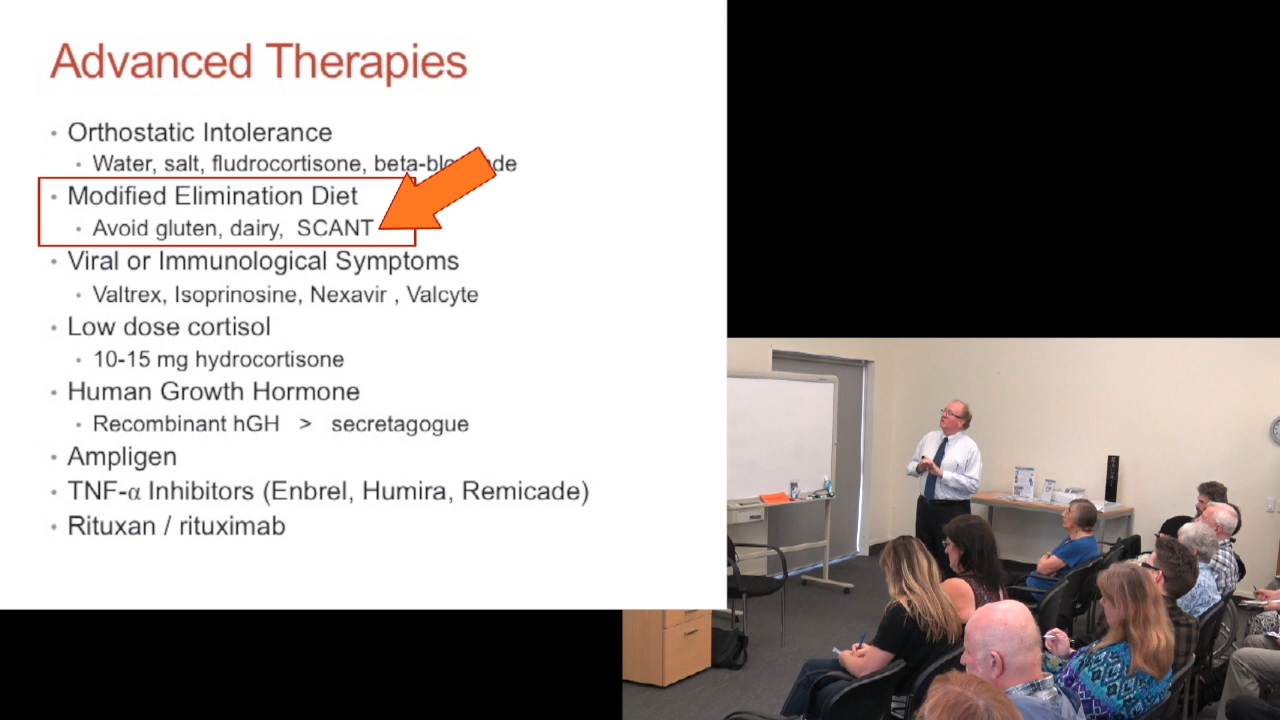 Advanced Therapies
• Orthostatic Intolerance
• Water, salt, fludrocortisone,
• Modified Elimination Diet
• Avoid gluten, dairy, SCANT
• Viral or Immunological Symptoms
• Valtrex, Isoprinosine, Nexavir , Valcyte
• Low dose cortisol
• 10-15 mg hydrocortisone
• Human Growth Hormone
• Recombinant hGH > secretagogue
• Ampligen
• TNF-α Inhibitors (Enbrel, Humira, Remicade)
• Rituxan / rituximab